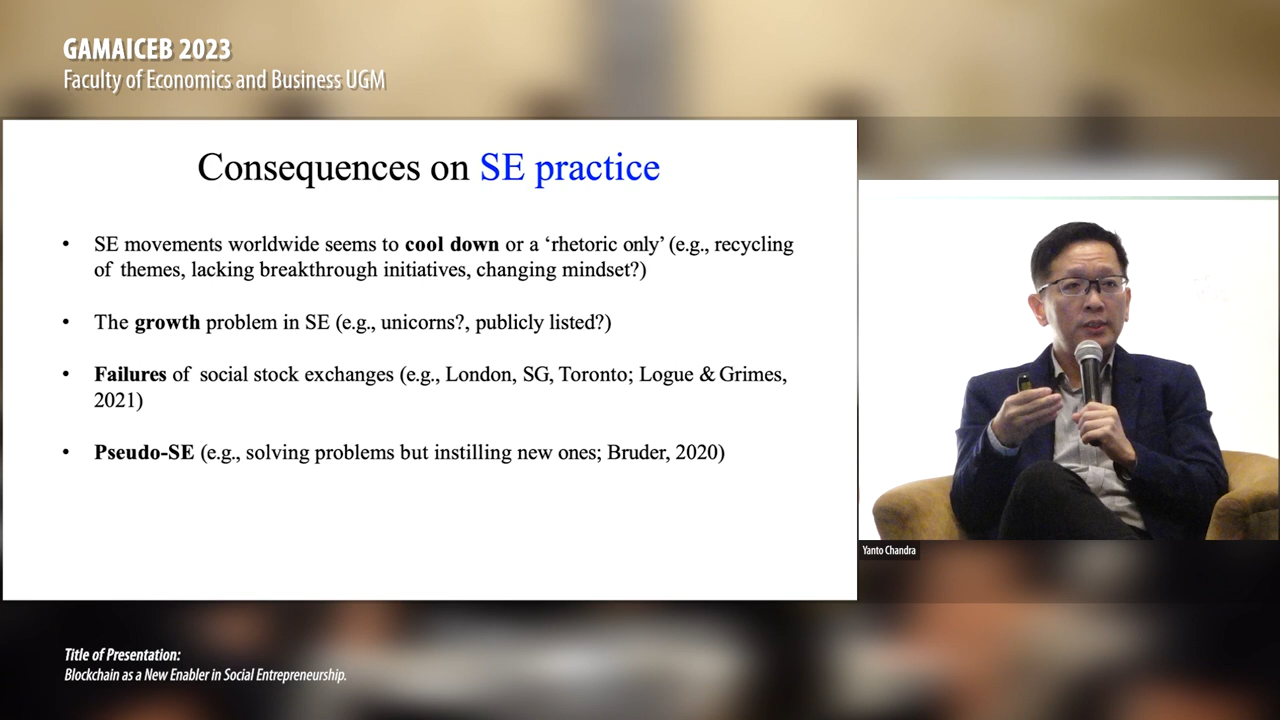 GAMAICEB 2023
Faculty of Economics and Business UGM
Consequences on SE practice
• SE movements worldwide seems to cool down or a ‘rhetoric only’ (e.g., recycling
of themes, lacking breakthrough initiatives, changing mindset?)
• The growth problem in SE (e.g., unicorns?, publicly listed?)
• Failures of social stock exchanges (e.g., London, SG, Toronto; Logue & Grimes,
2021)
• Pseudo-SE (e.g., solving problems but instilling new ones; Bruder, 2020)
Yanto Chandra
Title of Presentation:
Blockchain as a New Enabler in Social Entrepreneurship.